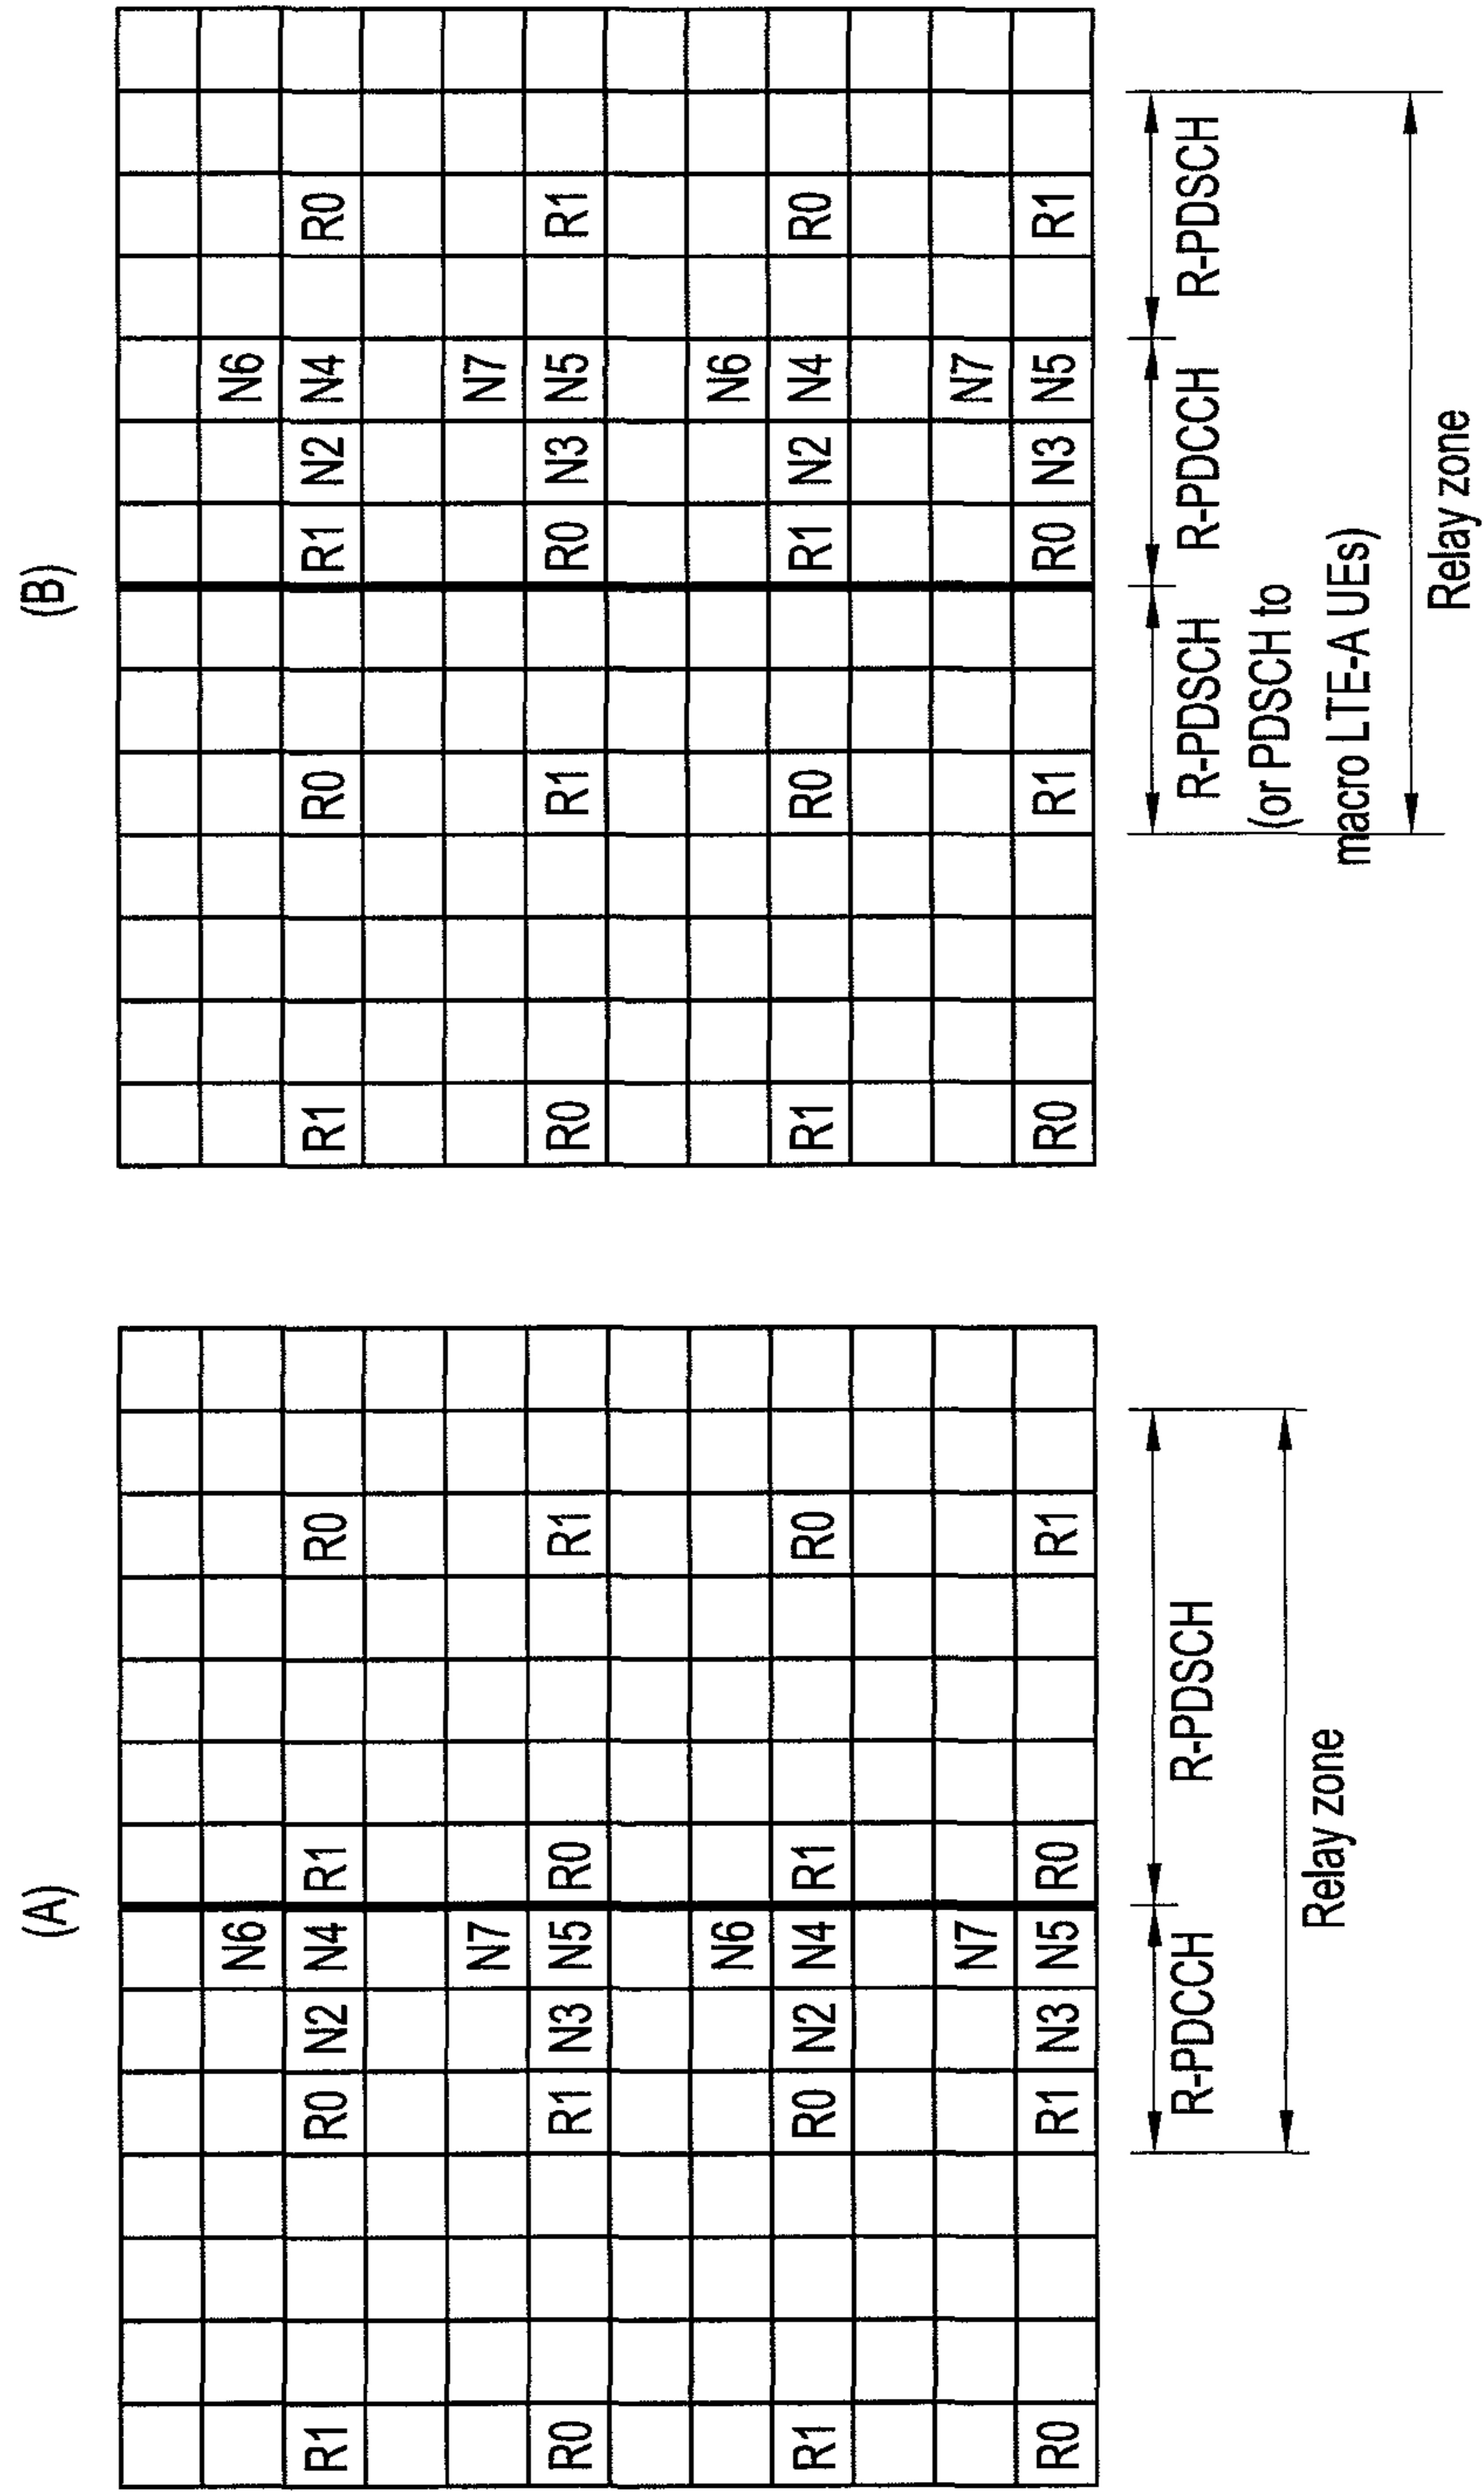 (A)
N6
R1 R0 N2 N4 R1 R0
N7
R0 R1 N3 N5 R0 R1
N6
R1 R0 N2 N4 R1 R0
N7
R0 R1 N3 N5 R0 R1
R-PDCCH R-PDSCH
Relay zone
(B)
N6
R1 R0 R1 N2 N4 R0
N7
R0 R1 R0 N3 N5 R1
N6
R1 R0 R1 N2 N4 R0
N7
R0 R1 R0 N3 N5 R1
R-PDSCH R-PDCCH R-PDSCH
(or PDSCH to
macro LTE-A UEs)
Relay zone